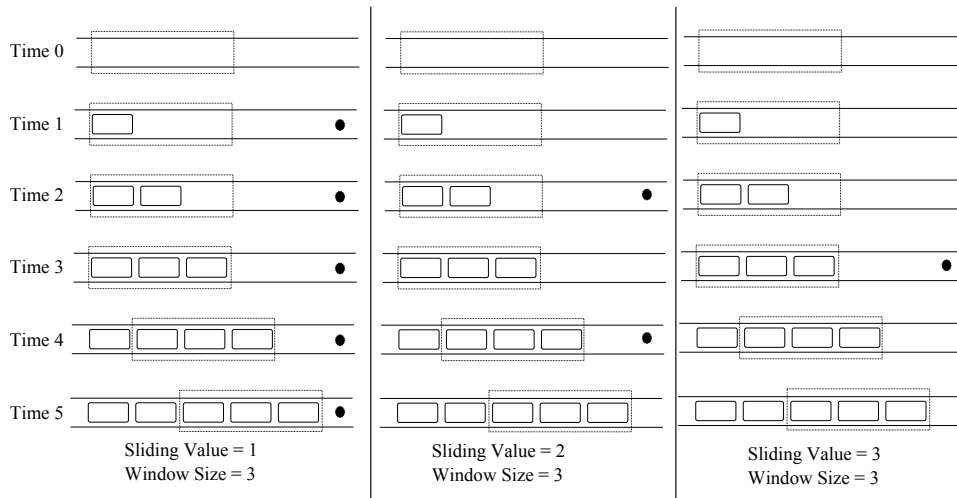 Time 0
Time 1
Time 2
Time 3
Time 4
Time 5
Sliding Value = 1
Window Size = 3
Sliding Value = 2
Window Size = 3
Sliding Value = 3
Window Size = 3